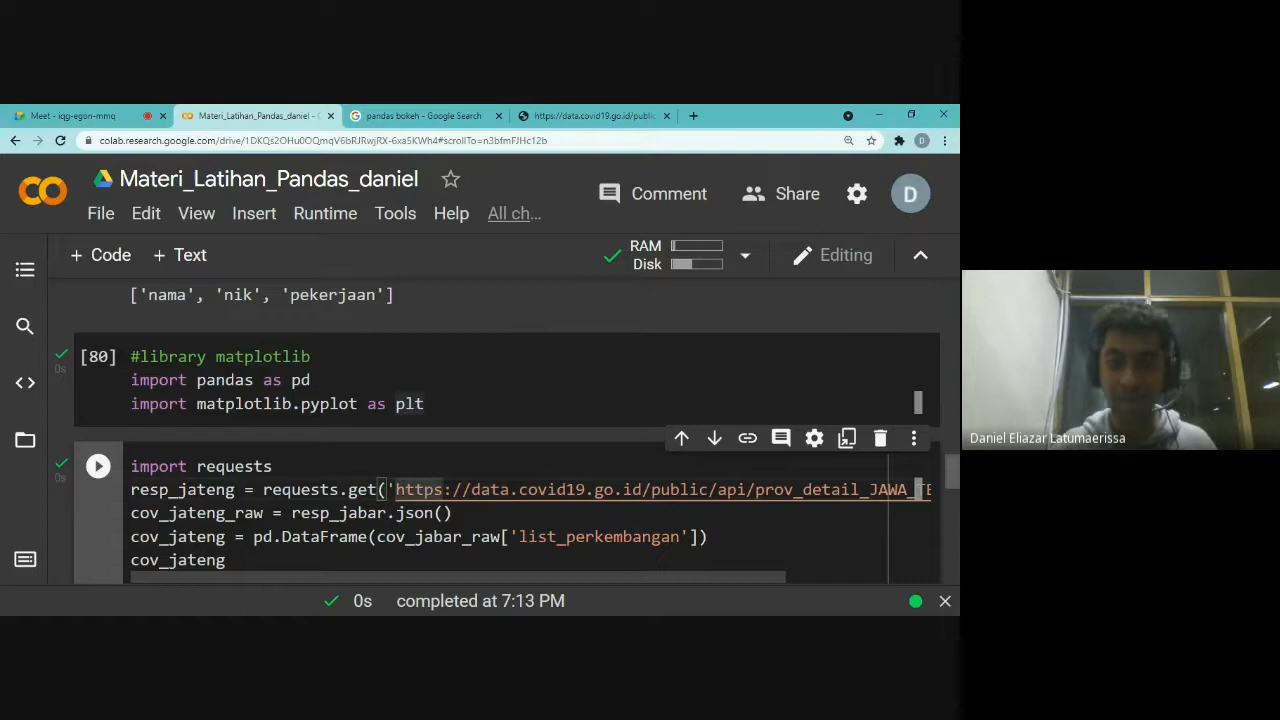 Meet - iqg-egon-mmq
Materi_Latihan_Pandas_daniel - C
pandas bokeh - Google Search
https://data.covid19.go.id/public
colab.research.google.com/drive/1DKQs2OHu0OQmqV6bRJRwjRX-6xa5KWh4#scrollTo=n3bfmFJHc12b
D
Materi_Latihan_Pandas_daniel
Comment
Share
D
File Edit View Insert Runtime Tools Help All ch...
+ Code + Text
RAM
Disk
Editing
['nama', 'nik', 'pekerjaan']
[80] #library matplotlib
0s
import pandas as pd
import matplotlib.pyplot as plt
import requests
0s
resp_jateng = requests.get('https://data.covid19.go.id/public/api/prov_detail_JAWA_TE
cov_jateng_raw = resp_jabar.json()
cov_jateng = pd.DataFrame(cov_jabar_raw['list_perkembangan'])
cov_jateng
0s completed at 7:13 PM
Daniel Eliazar Latumaerissa